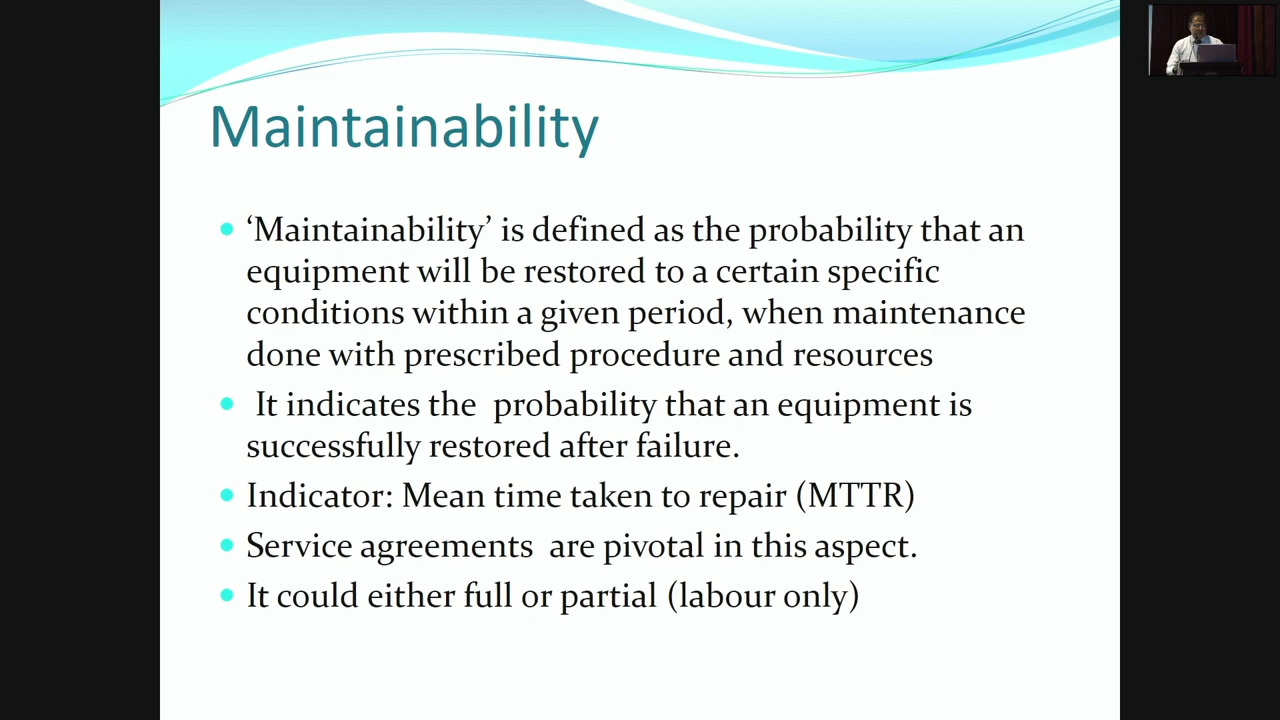 Maintainability
‘Maintainability’ is defined as the probability that an
equipment will be restored to a certain specific
conditions within a given period, when maintenance
done with prescribed procedure and resources
It indicates the  probability that an equipment is
successfully restored after failure.
Indicator: Mean time taken to repair (MTTR)
Service agreements  are pivotal in this aspect.
It could either full or partial (labour only)